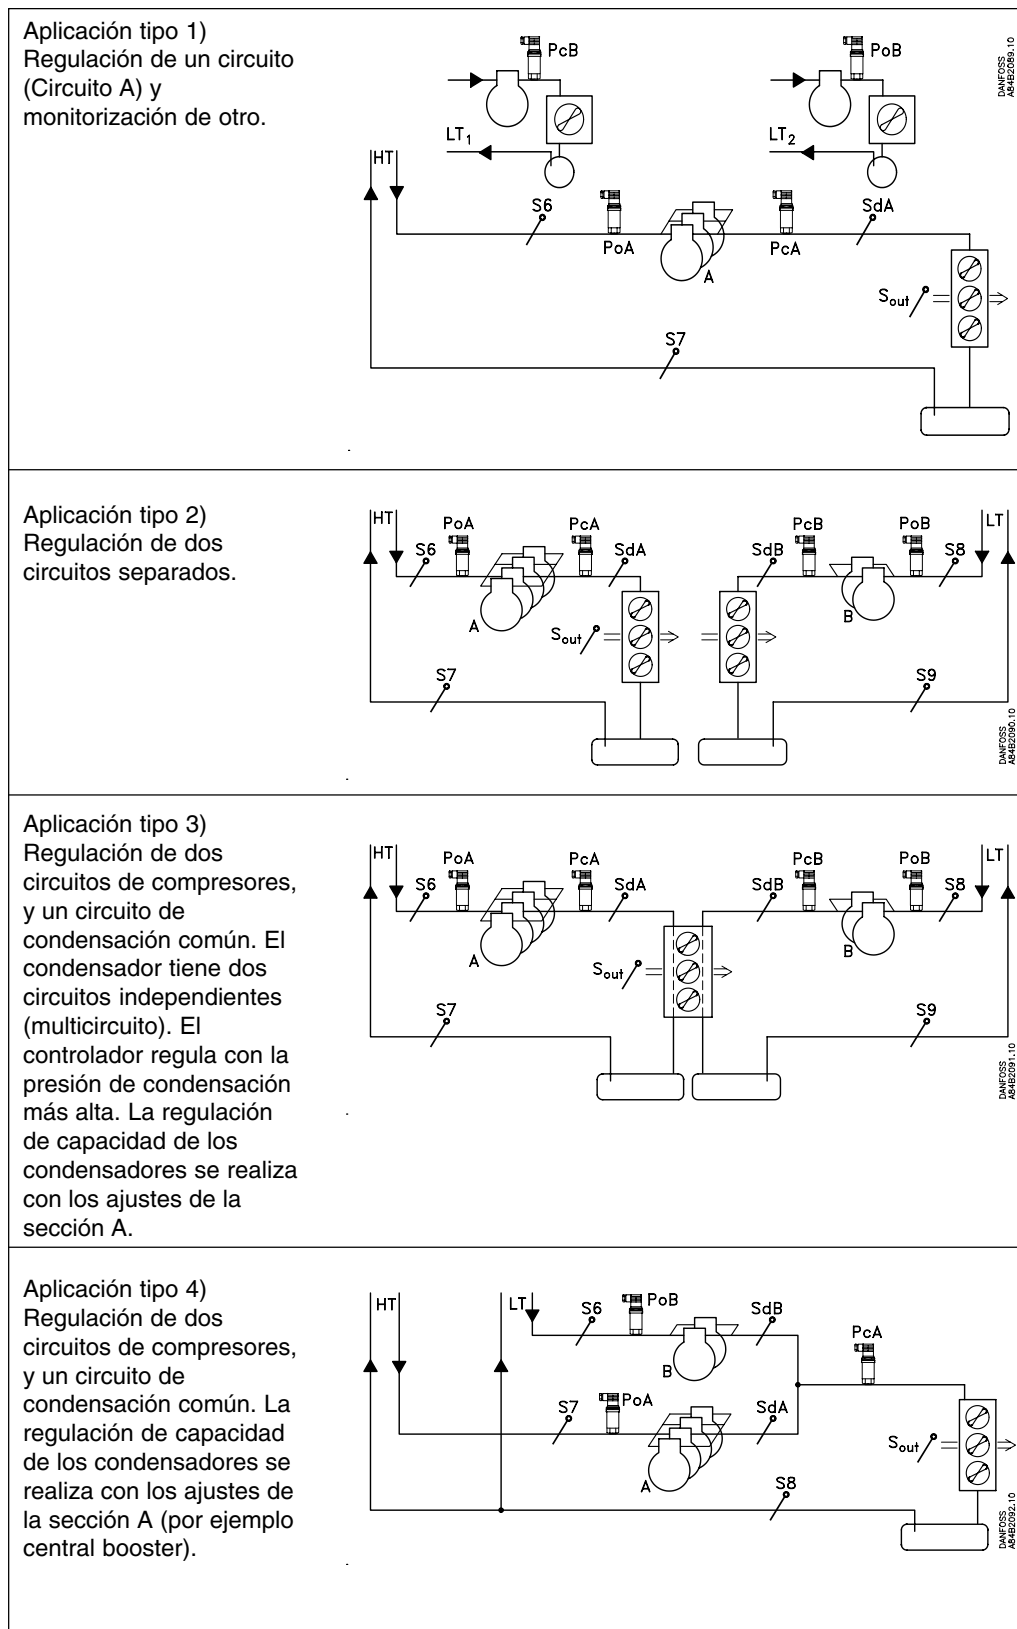 Aplicación tipo 1)
Regulación de un circuito
(Circuito A) y
monitorización de otro.
PcB
PoB
DANFOSS
A84B2089.10
LT1
LT2
HT
S6
SdA
PoA
PcA
A
Sout
S7
Aplicación tipo 2)
Regulación de dos
circuitos separados.
HT
PoA
PcA
PcB
PoB
LT
S6
SdA
SdB
S8
A
B
Sout
S7
S9
DANFOSS
A84B2090.10
Aplicación tipo 3)
Regulación de dos
circuitos de compresores,
y un circuito de
condensación común. El
condensador tiene dos
circuitos independientes
(multicircuito). El
controlador regula con la
presión de condensación
más alta. La regulación
de capacidad de los
condensadores se realiza
con los ajustes de la
sección A.
HT
PoA
PcA
PcB
PoB
LT
S6
SdA
SdB
S8
A
B
Sout
S7
S9
DANFOSS
A84B2091.10
Aplicación tipo 4)
Regulación de dos
circuitos de compresores,
y un circuito de
condensación común. La
regulación de capacidad
de los condensadores se
realiza con los ajustes de
la sección A (por ejemplo
central booster).
HT
LT
S6
PoB
SdB
PcA
B
S7
PoA
SdA
A
Sout
S8
DANFOSS
A84B2092.10